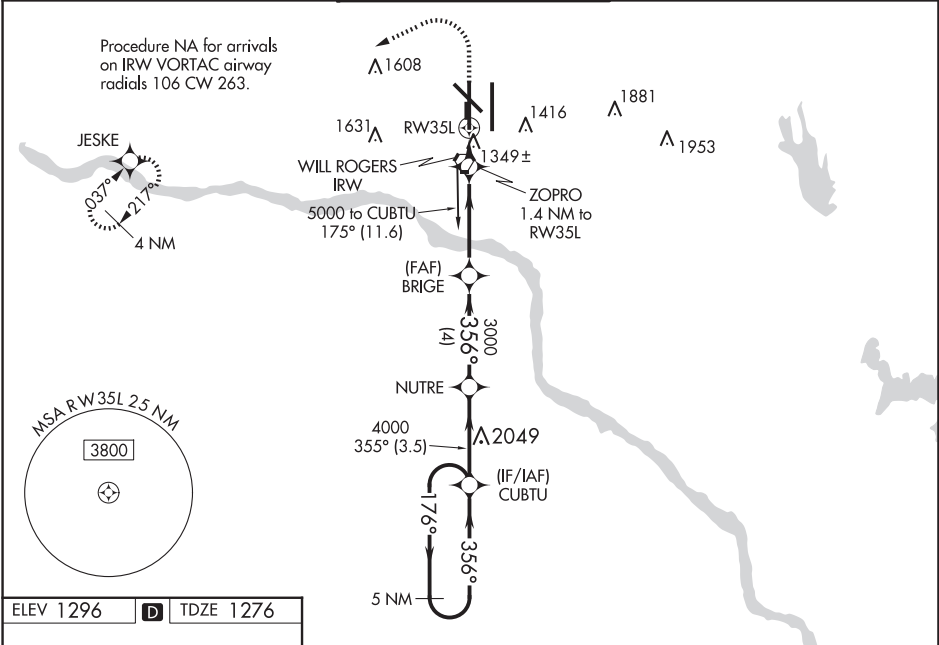 Procedure NA for arrivals
on IRW VORTAC airway
radials 106 CW 263.
1608
1631
RW35L
1416
1881
1953
1349±
JESKE
037°
217°
4 NM
WILL ROGERS
IRW
5000 to CUBTU
175° (11.6)
ZOPRO
1.4 NM to
RW35L
(FAF)
BRIGE
3000
356°
(4)
NUTRE
4000
355° (3.5)
2049
(IF/IAF)
CUBTU
176°
356°
5 NM
MSA RW35L 25 NM
3800
ELEV 1296 D TDZE 1276